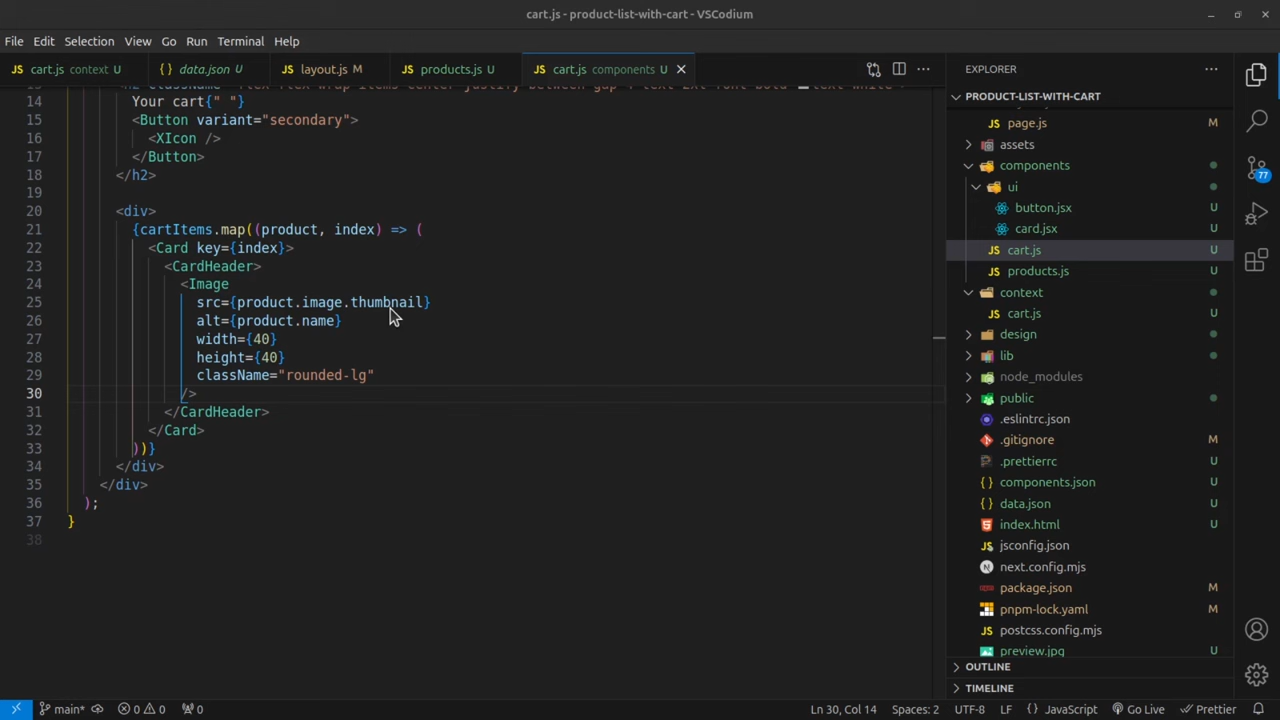 cart.js - product-list-with-cart - VSCodium
File Edit Selection View Go Run Terminal Help
JS cart.js context U
{ } data.json U
JS layout.js M
JS products.js U
JS cart.js components U
14 Your cart{" "}
15 <Button variant="secondary">
16 <XIcon />
17 </Button>
18 </h2>
19
20 <div>
21 {cartItems.map((product, index) => (
22 <Card key={index}>
23 <CardHeader>
24 <Image
25 src={product.image.thumbnail}
26 alt={product.name}
27 width={40}
28 height={40}
29 className="rounded-lg"
30 />
31 </CardHeader>
32 </Card>
33 ))}
34 </div>
35 </div>
36 );
37 }
38
EXPLORER
PRODUCT-LIST-WITH-CART
JS page.js M
assets
components
ui
button.jsx U
card.jsx U
JS cart.js U
JS products.js U
context
JS cart.js U
design
lib
node_modules
public
.eslintrc.json
.gitignore M
.prettierrc U
{ } components.json U
{ } data.json U
index.html U
JS jsconfig.json
next.config.mjs
package.json M
pnpm-lock.yaml M
JS postcss.config.mjs
preview.jpg U
OUTLINE
TIMELINE
77
main* 0 0 0
Ln 30, Col 14 Spaces: 2 UTF-8 LF { } JavaScript Go Live Prettier